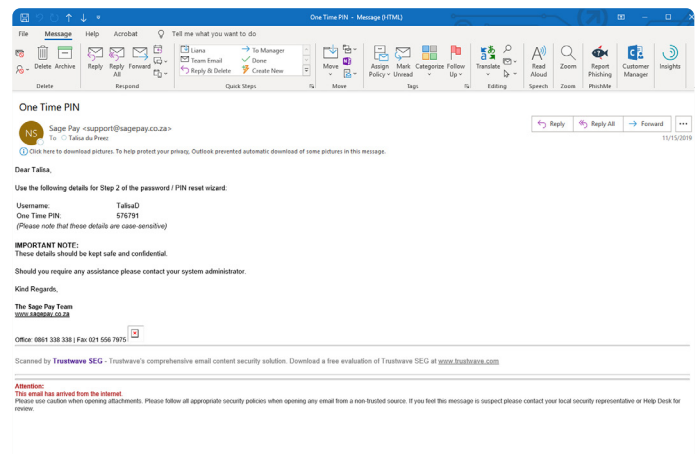 One Time PIN - Message (HTML)
File Message Help Acrobat Tell me what you want to do
Delete Archive
Reply Reply All Forward
Liana
Team Email
Reply & Delete
To Manager
Done
Create New
Move
Assign Policy Mark Unread Categorize Follow Up
Translate
Read Aloud
Zoom
Report Phishing
Customer Manager
Insights
Delete Respond Quick Steps Move Tags Editing Speech Zoom PhishMe
One Time PIN
NS
Sage Pay <support@sagepay.co.za>
To Talisa du Preez
Reply Reply All Forward
11/15/2019
Click here to download pictures. To help protect your privacy, Outlook prevented automatic download of some pictures in this message.
Dear Talisa,
Use the following details for Step 2 of the password / PIN reset wizard:
Username: TalisaD
One Time PIN: 576791
(Please note that these details are case-sensitive)
IMPORTANT NOTE:
These details should be kept safe and confidential.
Should you require any assistance please contact your system administrator.
Kind Regards,
The Sage Pay Team
www.sagepay.co.za
Office: 0861 338 338 | Fax 021 556 7975
Scanned by Trustwave SEG - Trustwave's comprehensive email content security solution. Download a free evaluation of Trustwave SEG at www.trustwave.com
Attention:
This email has arrived from the internet.
Please use caution when opening attachments. Please follow all appropriate security policies when opening any email from a non-trusted source. If you feel this message is suspect please contact your local security representative or Help Desk for
review.